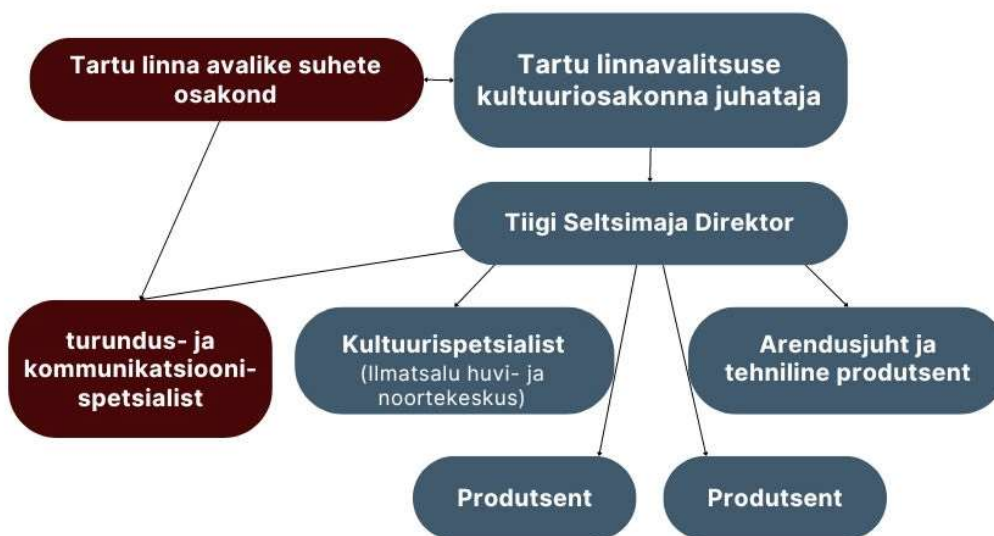 Tartu linna avalike suhete
osakond
Tartu linnavalitsuse
kultuuriosakonna juhataja
Tiigi Seltsimaja Direktor
turundus- ja
kommunikatsiooni-
spetsialist
Kultuurispetsialist
(Ilmatsalu huvi- ja
noortekeskus)
Arendusjuht ja
tehniline produtsent
Produtsent
Produtsent